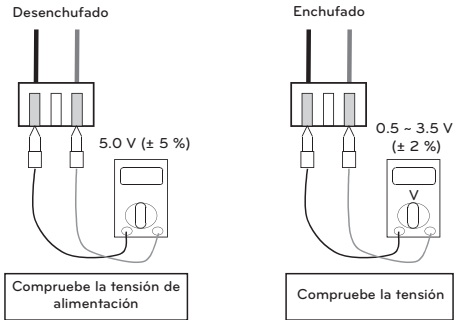 Desenchufado
5.0 V (± 5 %)
Compruebe la tensión de
alimentación
Enchufado
0.5 ~ 3.5 V
(± 2 %)
V
Compruebe la tensión